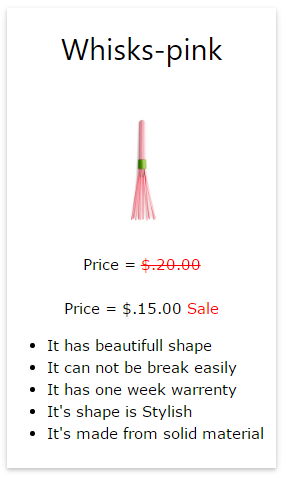 Whisks-pink
Price = $.20.00
Price = $.15.00 Sale
• It has beautifull shape
• It can not be break easily
• It has one week warrenty
• It's shape is Stylish
• It's made from solid material